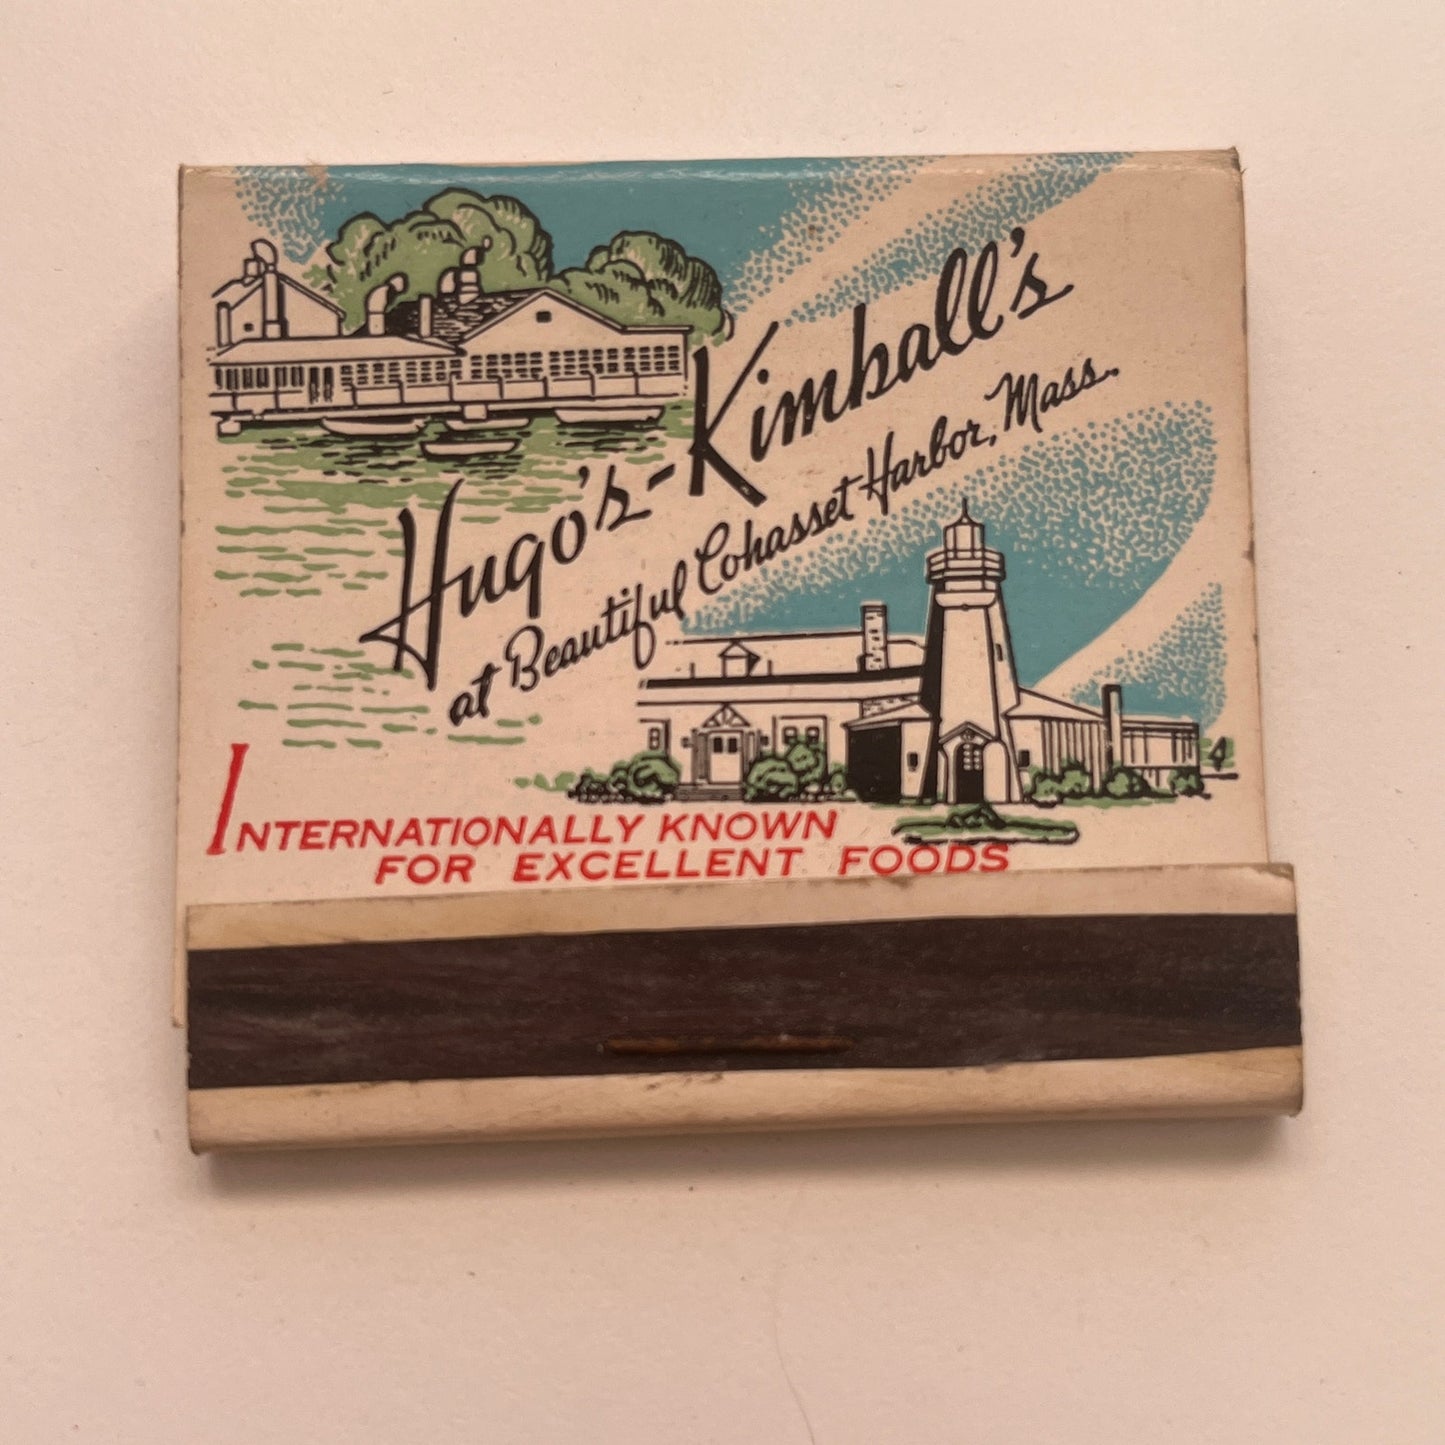 Hugo's-Kimball's
at Beautiful Cohasset Harbor, Mass.
INTERNATIONALLY KNOWN
FOR EXCELLENT FOODS